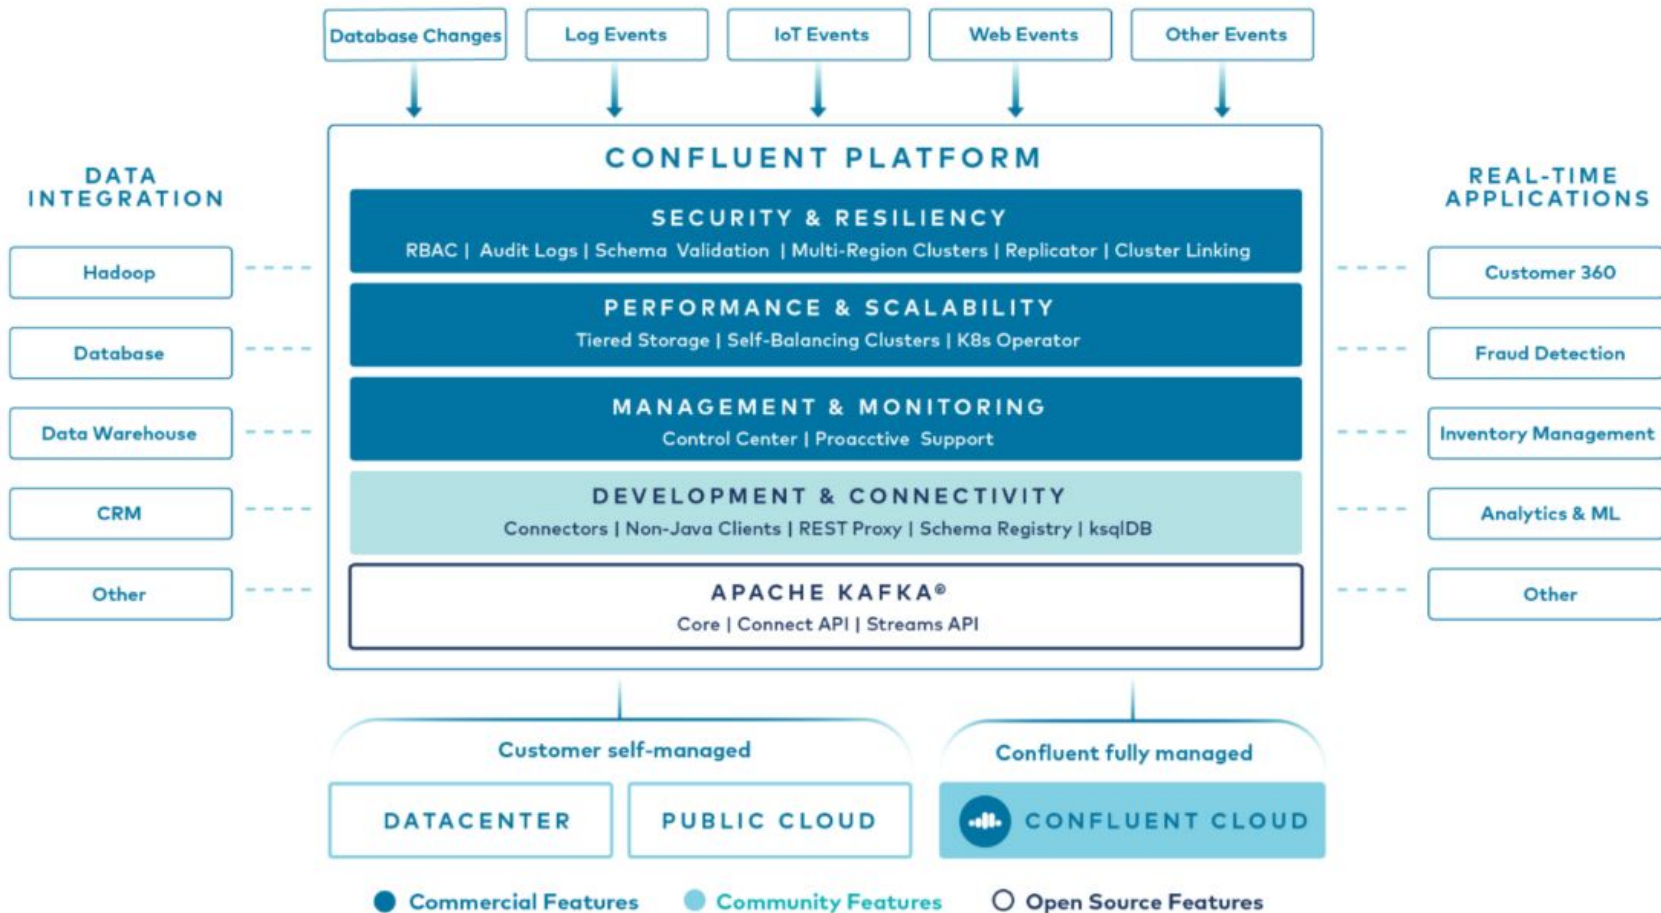 Database Changes
Log Events
IoT Events
Web Events
Other Events
DATA
INTEGRATION
Hadoop
Database
Data Warehouse
CRM
Other
CONFLUENT PLATFORM
SECURITY & RESILIENCY
RBAC | Audit Logs | Schema Validation | Multi-Region Clusters | Replicator | Cluster Linking
PERFORMANCE & SCALABILITY
Tiered Storage | Self-Balancing Clusters | K8s Operator
MANAGEMENT & MONITORING
Control Center | Proacctive Support
DEVELOPMENT & CONNECTIVITY
Connectors | Non-Java Clients | REST Proxy | Schema Registry | ksqlDB
APACHE KAFKA®
Core | Connect API | Streams API
REAL-TIME
APPLICATIONS
Customer 360
Fraud Detection
Inventory Management
Analytics & ML
Other
Customer self-managed
DATACENTER
PUBLIC CLOUD
Confluent fully managed
CONFLUENT CLOUD
Commercial Features
Community Features
Open Source Features